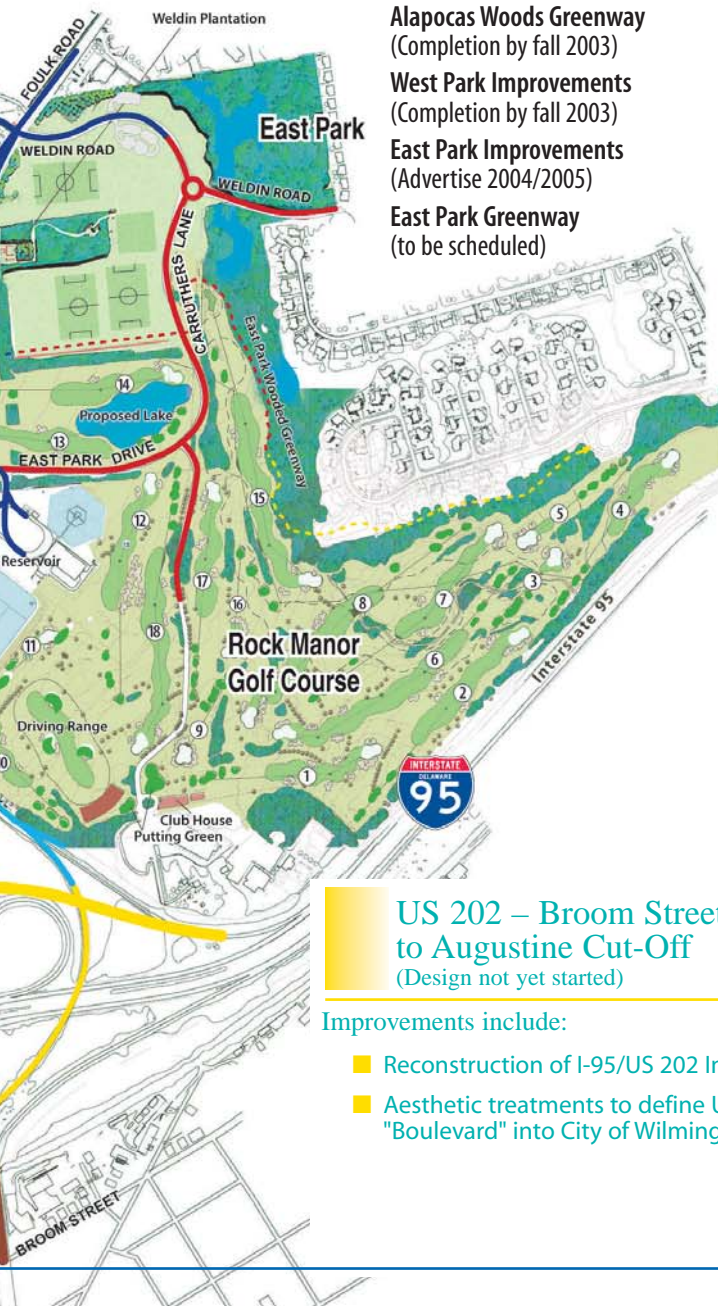 Alapocas Woods Greenway
(Completion by fall 2003)
West Park Improvements
(Completion by fall 2003)
East Park Improvements
(Advertise 2004/2005)
East Park Greenway
(to be scheduled)
Weldin Plantation
FOULK ROAD
East Park
WELDIN ROAD
WELDIN ROAD
CARRUTHERS LANE
East Park Wooded Greenway
14
Proposed Lake
13
EAST PARK DRIVE
15
5
4
12
Reservoir
17
3
16
8
7
18
11
Rock Manor
Golf Course
6
2
Interstate 95
Driving Range
9
0
1
INTERSTATE
DELAWARE
95
Club House
Putting Green
US 202 – Broom Street
to Augustine Cut-Off
(Design not yet started)
Improvements include:
Reconstruction of I-95/US 202 In
Aesthetic treatments to define U
"Boulevard" into City of Wilming
BROOM STREET